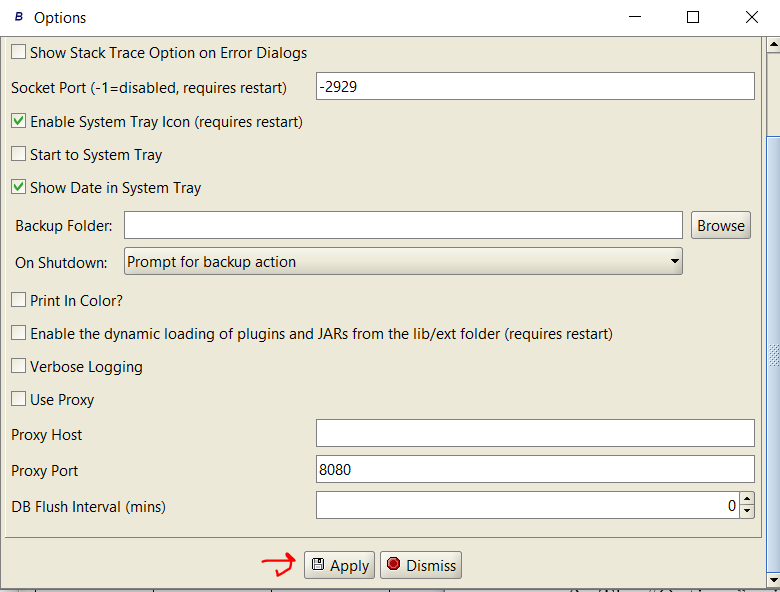 B Options
Show Stack Trace Option on Error Dialogs
Socket Port (-1=disabled, requires restart) -2929
Enable System Tray Icon (requires restart)
Start to System Tray
Show Date in System Tray
Backup Folder: Browse
On Shutdown: Prompt for backup action
Print In Color?
Enable the dynamic loading of plugins and JARs from the lib/ext folder (requires restart)
Verbose Logging
Use Proxy
Proxy Host
Proxy Port 8080
DB Flush Interval (mins) 0
Apply Dismiss